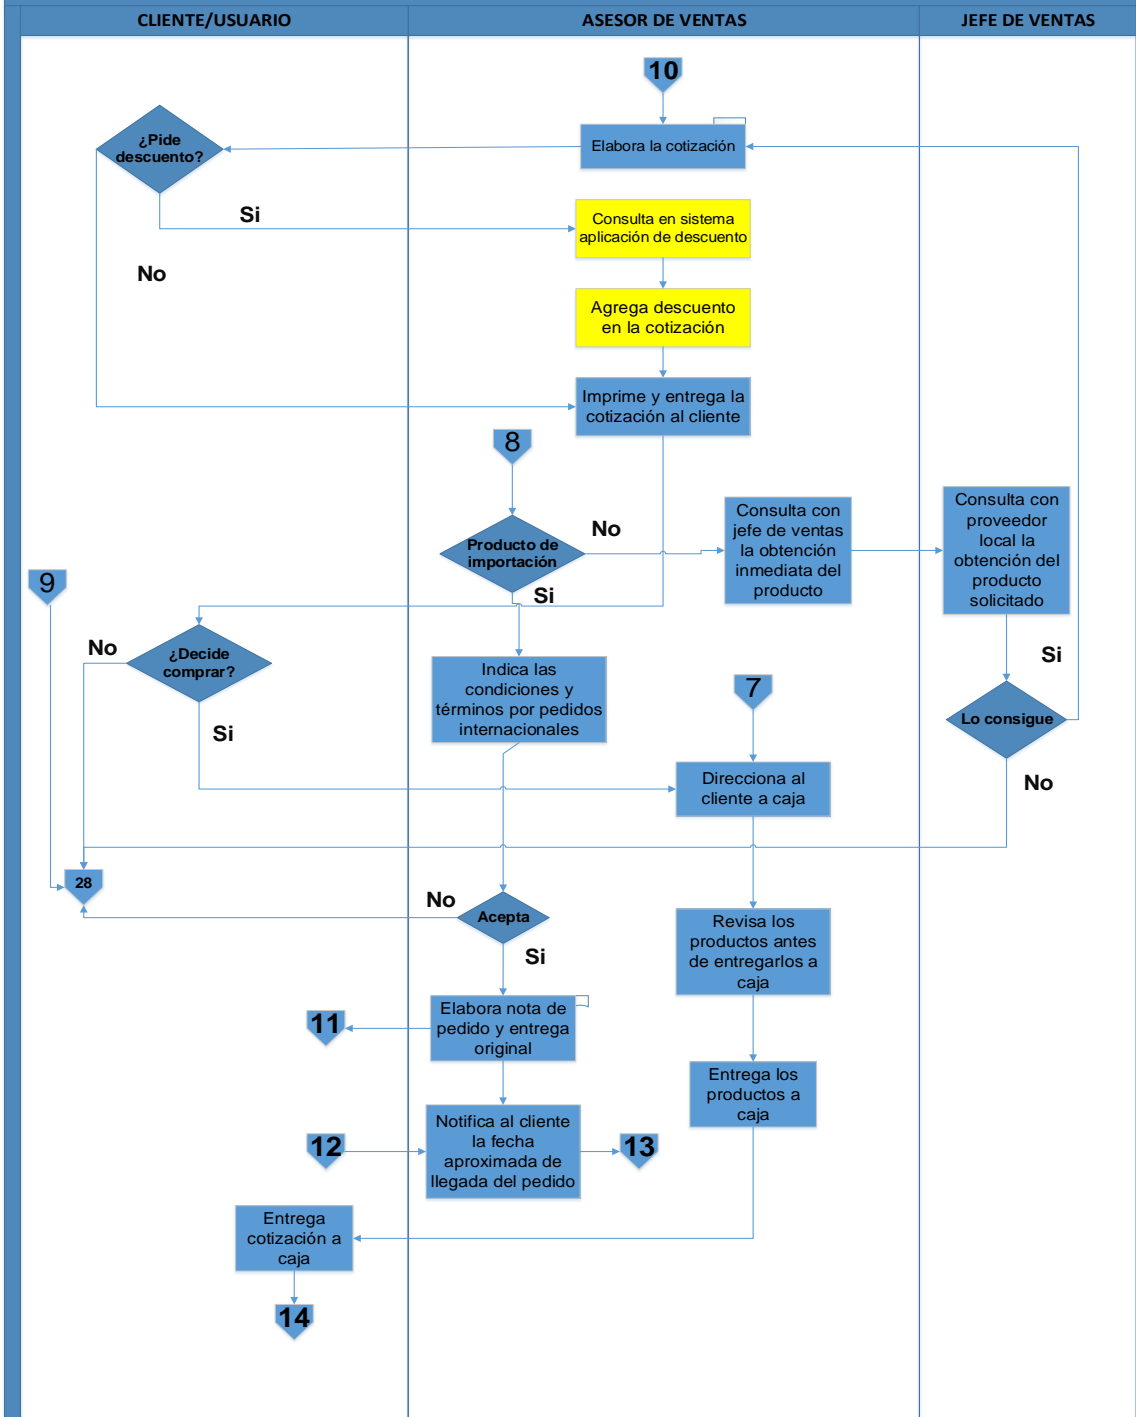 CLIENTE/USUARIO
ASESOR DE VENTAS
JEFE DE VENTAS
10
¿Pide
descuento?
Elabora la cotización
Si
Consulta en sistema
aplicación de descuento
No
Agrega descuento
en la cotización
Imprime y entrega la
cotización al cliente
8
Producto de
importación
No
Consulta con
jefe de ventas
la obtención
inmediata del
producto
Consulta con
proveedor
local la
obtención del
producto
solicitado
9
Si
No
¿Decide
comprar?
Si
Indica las
condiciones y
términos por pedidos
internacionales
7
Si
Lo consigue
No
Direcciona al
cliente a caja
28
No
Acepta
Si
Revisa los
productos antes
de entregarlos a
caja
11
Elabora nota de
pedido y entrega
original
Entrega los
productos a
caja
12
Notifica al cliente
la fecha
aproximada de
llegada del pedido
13
Entrega
cotización a
caja
14